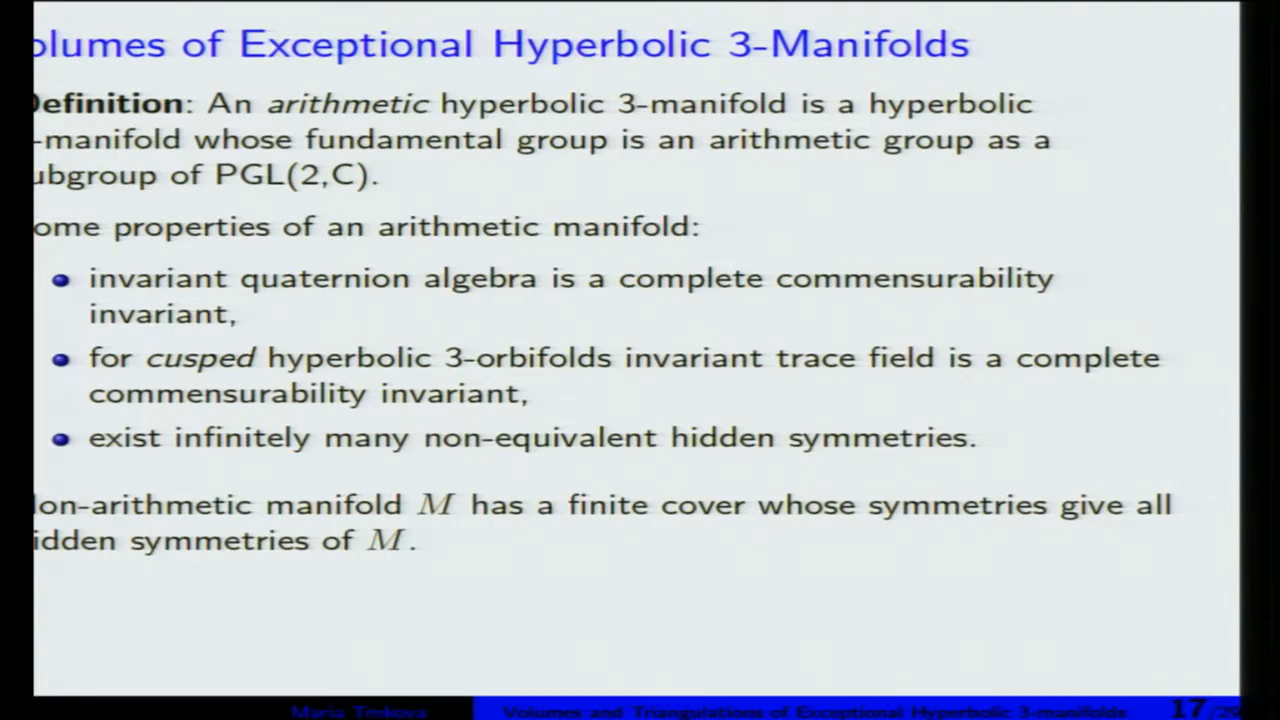 olumes of Exceptional Hyperbolic 3-Manifolds
Definition: An arithmetic hyperbolic 3-manifold is a hyperbolic
-manifold whose fundamental group is an arithmetic group as a
ubgroup of PGL(2,C).
ome properties of an arithmetic manifold:
invariant quaternion algebra is a complete commensurability
invariant,
for cusped hyperbolic 3-orbifolds invariant trace field is a complete
commensurability invariant,
exist infinitely many non-equivalent hidden symmetries.
on-arithmetic manifold M has a finite cover whose symmetries give all
idden symmetries of M.
Maria Trnkova Volumes and Triangulations of Exceptional Hyperbolic 3-manifolds 17/29